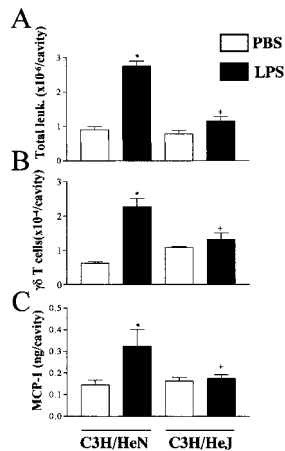 A
PBS
LPS
Total leuk. (x10⁻⁶/cavity)
3
2
1
0
*
+
B
γδ T cells(x10⁻⁴/cavity)
3
2
1
0
*
+
C
MCP-1 (ng/cavity)
0.5
0.4
0.3
0.2
0.1
0.0
*
+
C3H/HeN
C3H/HeJ